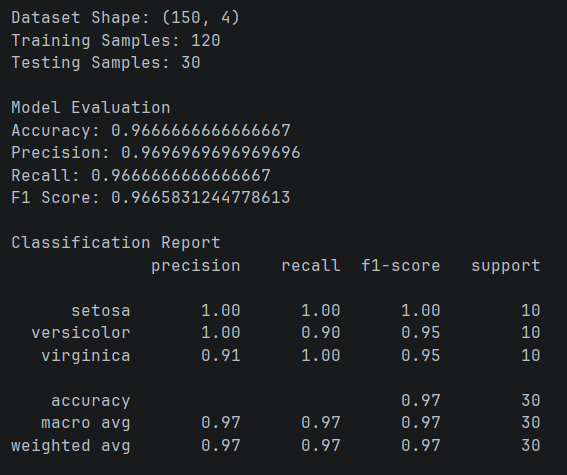 Dataset Shape: (150, 4)
Training Samples: 120
Testing Samples: 30
Model Evaluation
Accuracy: 0.9666666666666667
Precision: 0.9696969696969696
Recall: 0.9666666666666667
F1 Score: 0.9665831244778613
Classification Report
precision recall f1-score support
setosa 1.00 1.00 1.00 10
versicolor 1.00 0.90 0.95 10
virginica 0.91 1.00 0.95 10
accuracy 0.97 30
macro avg 0.97 0.97 0.97 30
weighted avg 0.97 0.97 0.97 30